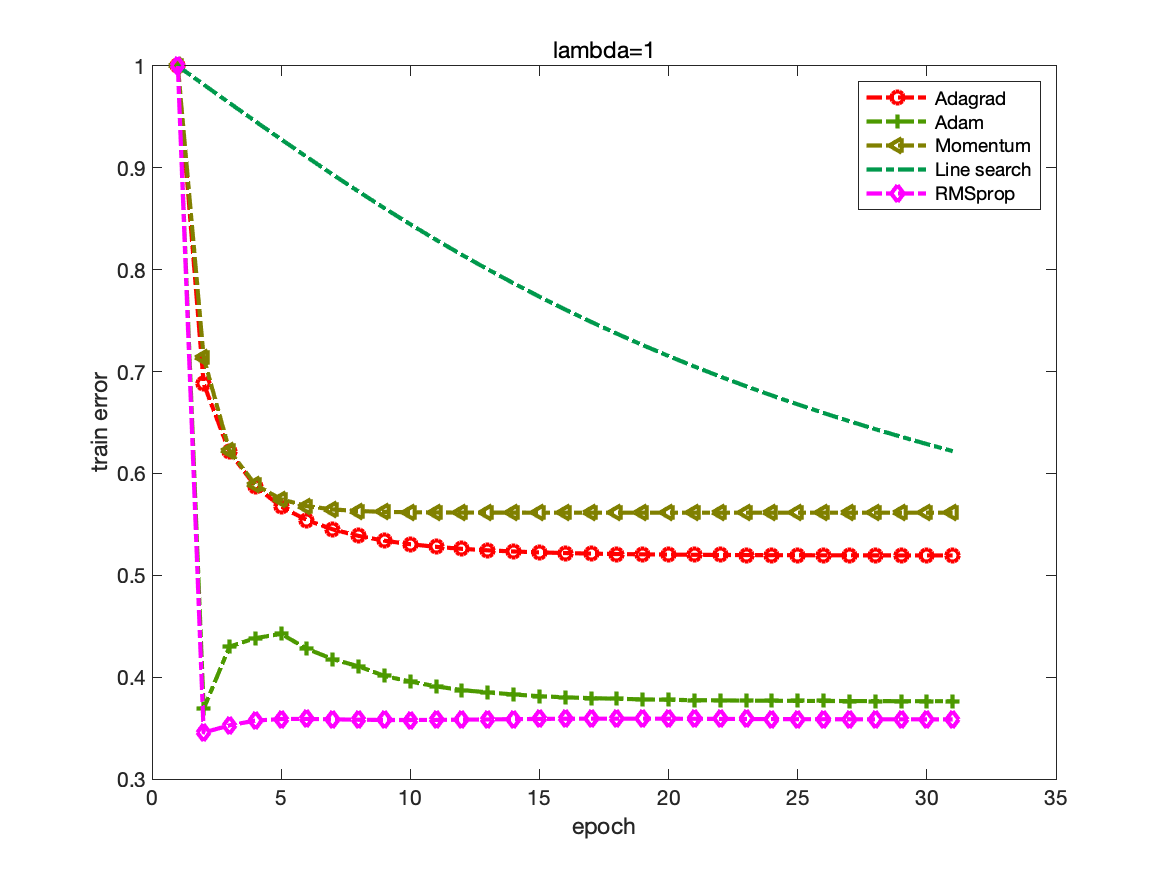 lambda=1
1
0.9
0.8
0.7
0.6
0.5
0.4
0.3
train error
Adagrad
Adam
Momentum
Line search
RMSprop
0 5 10 15 20 25 30 35
epoch